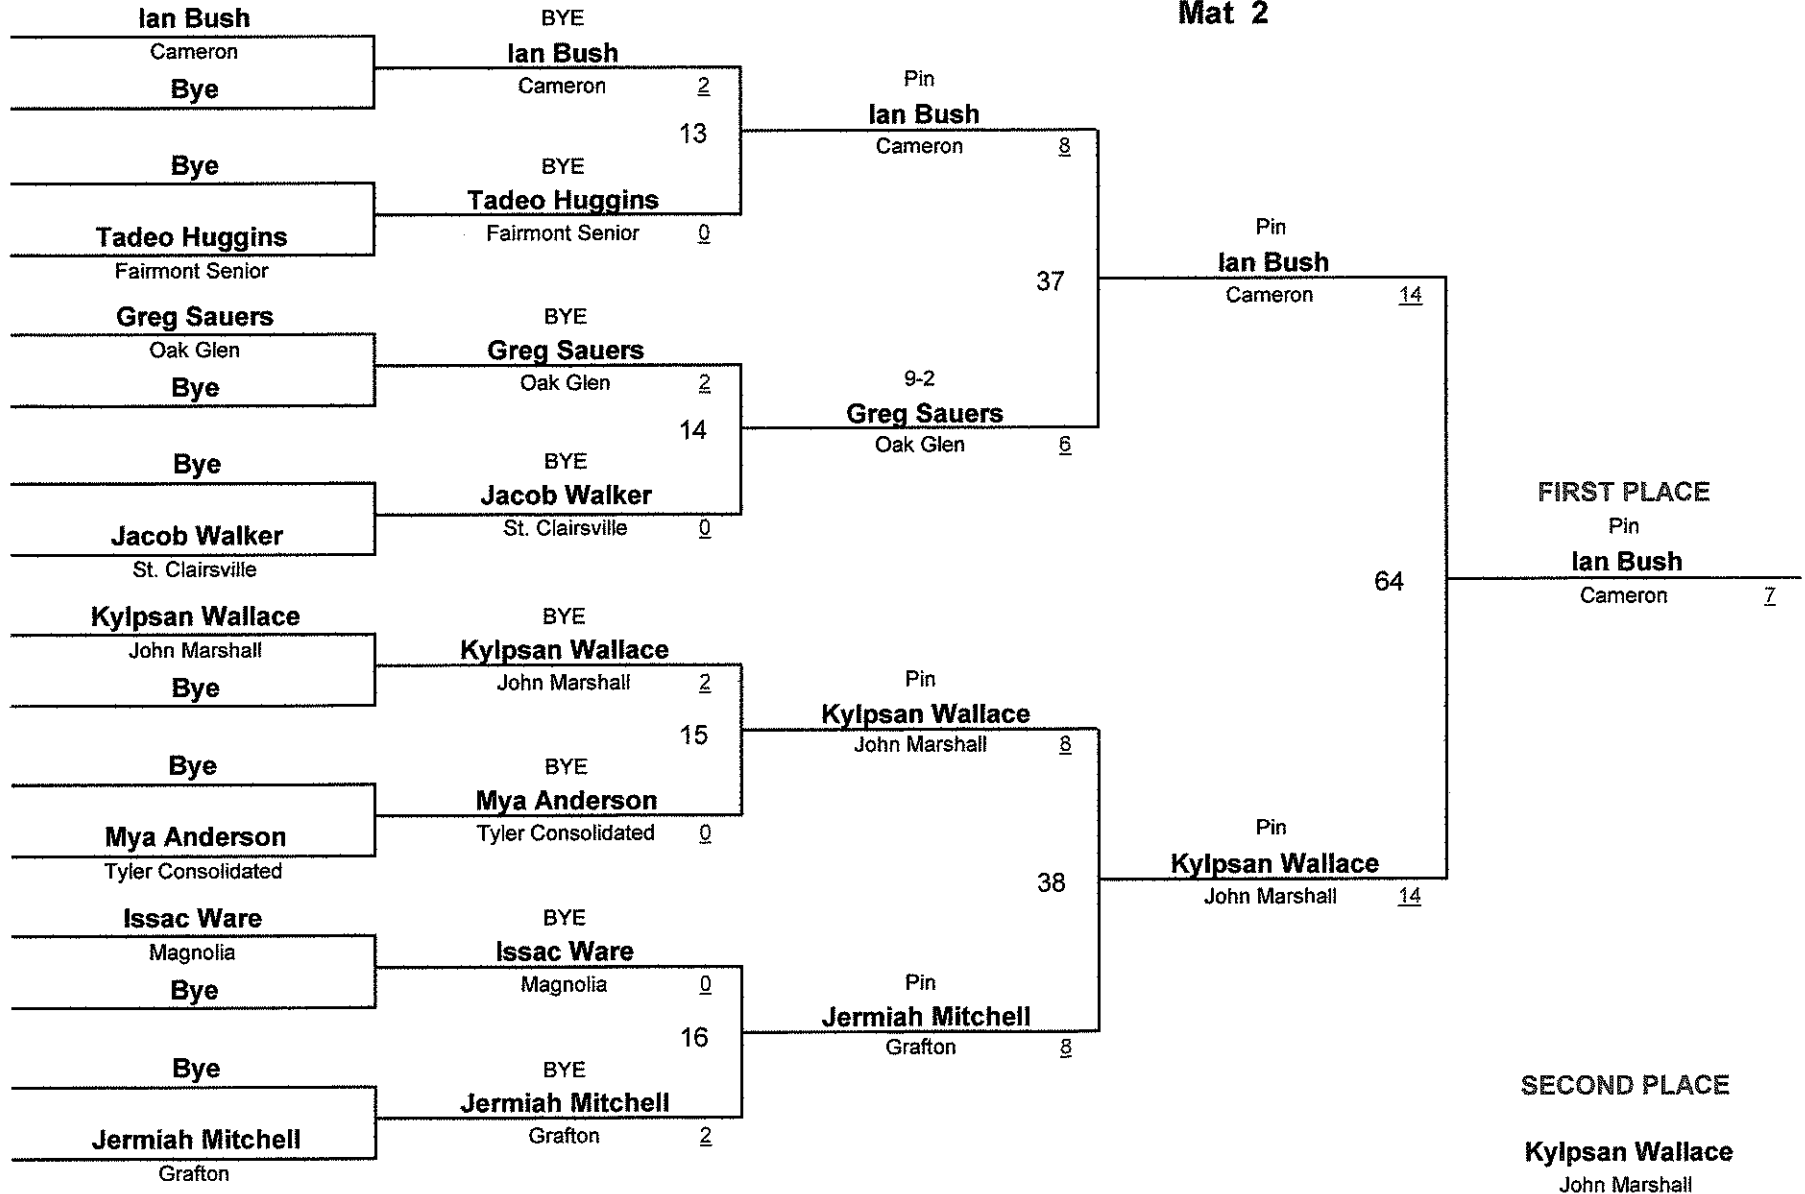 Mat 2
Ian Bush
Cameron
Bye
Bye
Tadeo Huggins
Fairmont Senior
Greg Sauers
Oak Glen
Bye
Bye
Jacob Walker
St. Clairsville
Kylpsan Wallace
John Marshall
Bye
Bye
Mya Anderson
Tyler Consolidated
Issac Ware
Magnolia
Bye
Bye
Jermiah Mitchell
Grafton
BYE
Ian Bush
Cameron 2
13
BYE
Tadeo Huggins
Fairmont Senior 0
BYE
Greg Sauers
Oak Glen 2
14
BYE
Jacob Walker
St. Clairsville 0
BYE
Kylpsan Wallace
John Marshall 2
15
BYE
Mya Anderson
Tyler Consolidated 0
BYE
Issac Ware
Magnolia 0
16
BYE
Jermiah Mitchell
Grafton 2
Pin
Ian Bush
Cameron 8
37
9-2
Greg Sauers
Oak Glen 6
Pin
Kylpsan Wallace
John Marshall 8
38
Pin
Jermiah Mitchell
Grafton 8
Pin
Ian Bush
Cameron 14
64
Pin
Kylpsan Wallace
John Marshall 14
FIRST PLACE
Pin
Ian Bush
Cameron 7
SECOND PLACE
Kylpsan Wallace
John Marshall